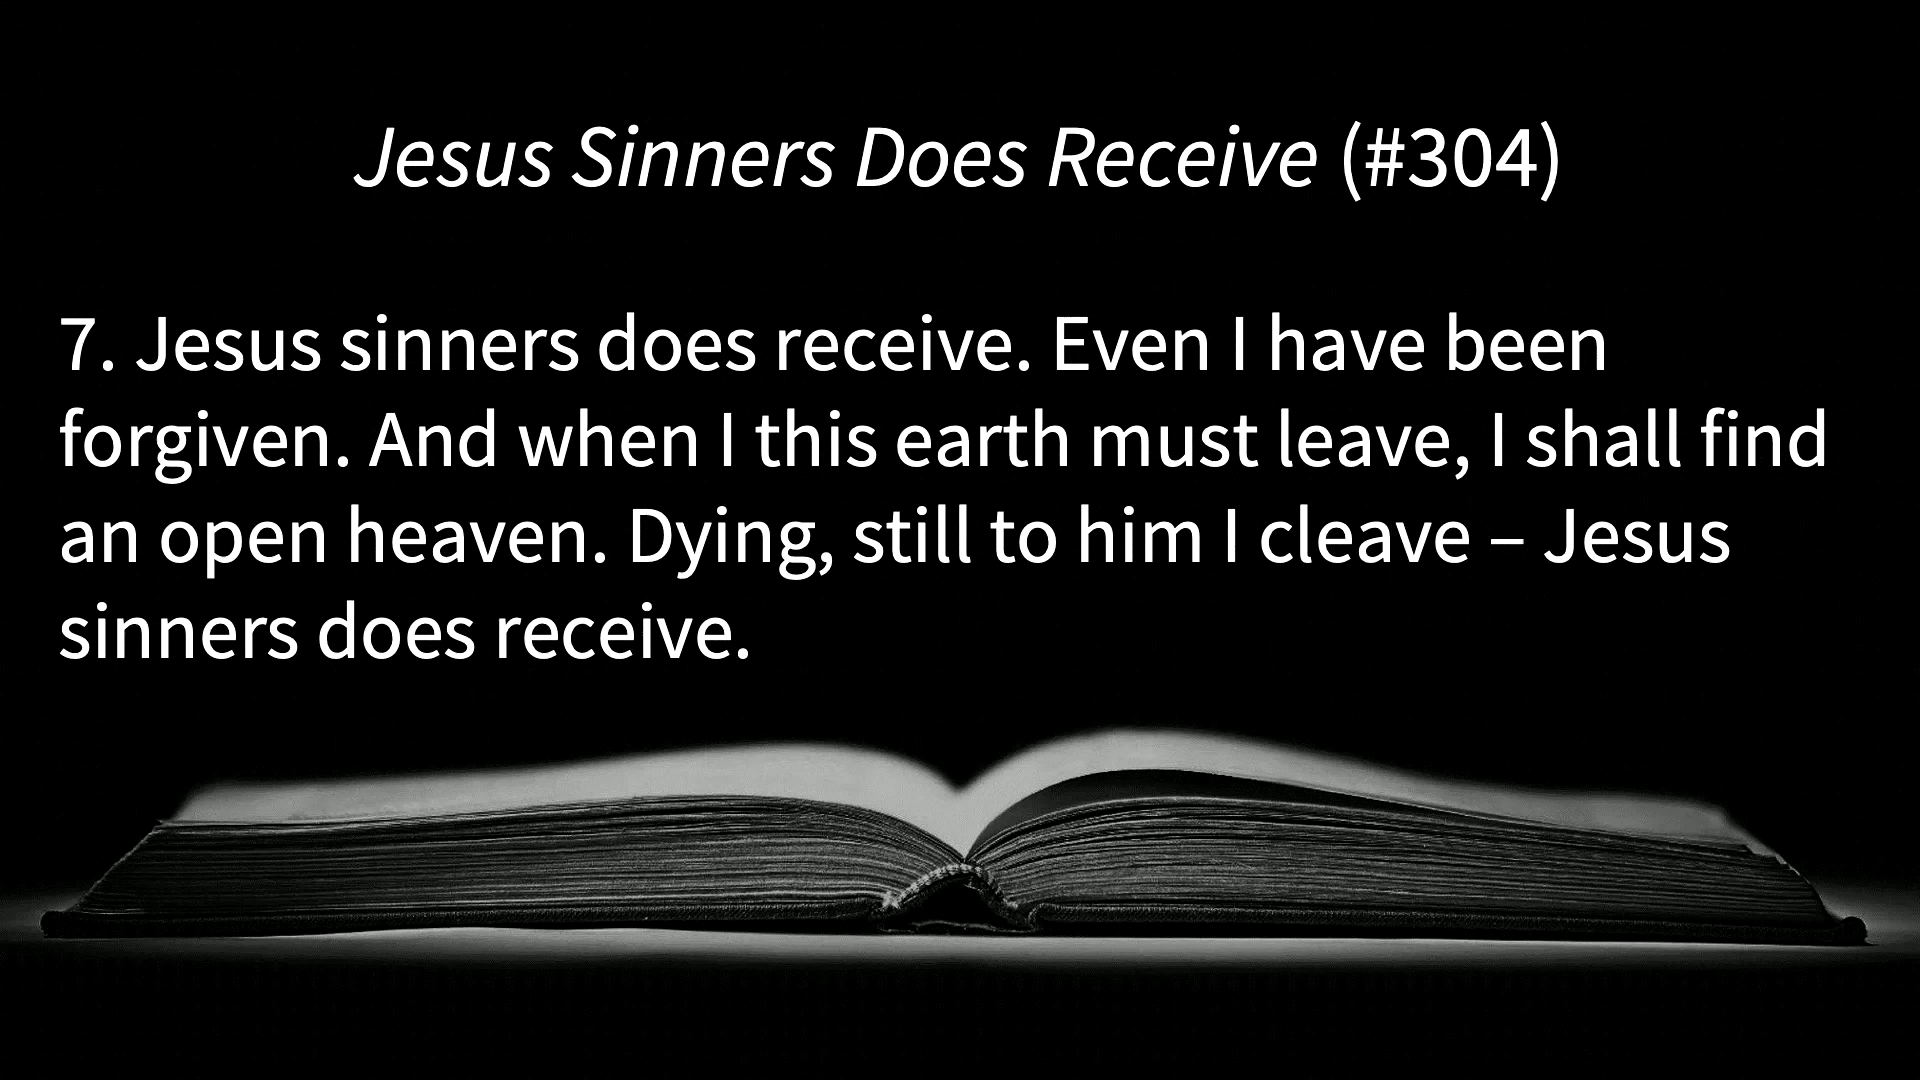 Jesus Sinners Does Receive (#304)
7. Jesus sinners does receive. Even I have been
forgiven. And when I this earth must leave, I shall find
an open heaven. Dying, still to him I cleave – Jesus
sinners does receive.